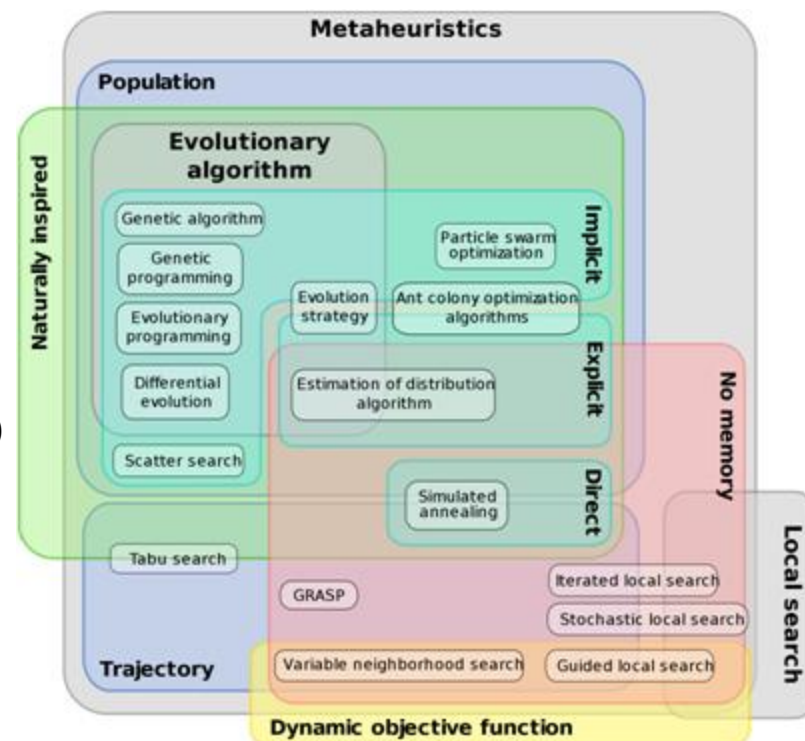 Metaheuristics
Population
Naturally inspired
Evolutionary
algorithm
Genetic algorithm
Genetic
programming
Evolutionary
programming
Differential
evolution
Scatter search
Evolution
strategy
Particle swarm
optimization
Ant colony optimization
algorithms
Implicit
Estimation of distribution
algorithm
Explicit
Simulated
annealing
Direct
No memory
Tabu search
GRASP
Iterated local search
Stochastic local search
Local search
Variable neighborhood search
Guided local search
Trajectory
Dynamic objective function
)